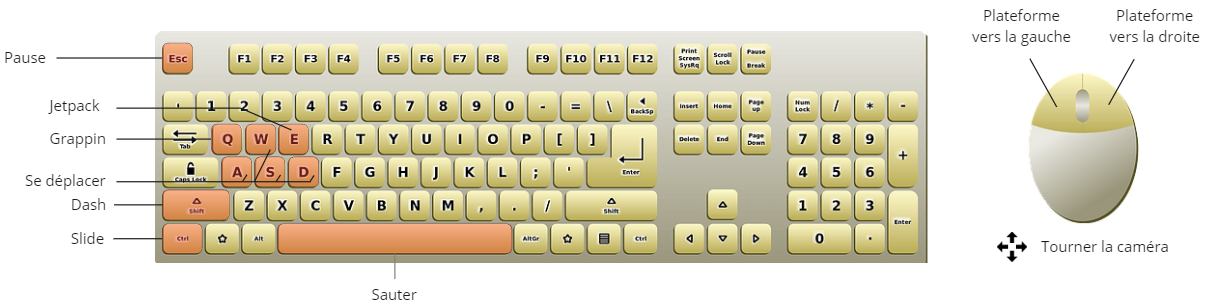 Plateforme
vers la gauche
Plateforme
vers la droite
Pause
Esc F1 F2 F3 F4 F5 F6 F7 F8 F9 F10 F11 F12
Print
Screen
SysRq
Scroll
Lock
Pause
Break
Jetpack
' 1 2 3 4 5 6 7 8 9 0 - = \ BackSp
Insert Home
Page
up
Num
Lock
/ * -
Grappin
Tab Q W E R T Y U I O P [ ]
Enter
Delete End
Page
Down
7 8 9 +
Se déplacer
Caps Lock A S D F G H J K L ; '
4 5 6
Dash
Shift Z X C V B N M , . / Shift
1 2 3
Enter
Slide
Ctrl Alt AltGr Ctrl
0 .
Tourner la caméra
Sauter